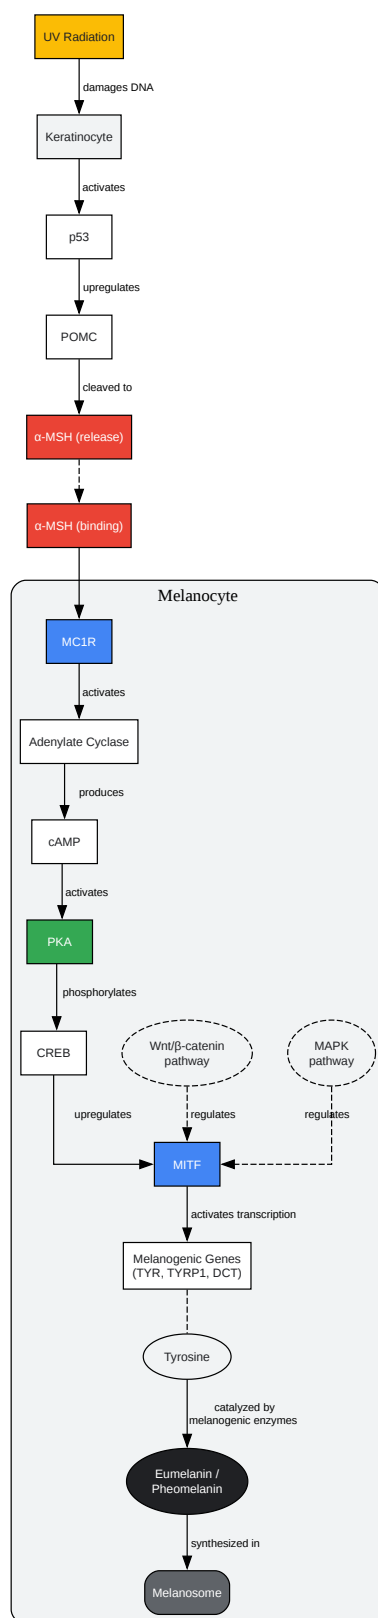 UV Radiation
damages DNA
Keratinocyte
activates
p53
upregulates
POMC
cleaved to
α-MSH (release)
α-MSH (binding)
Melanocyte
MC1R
activates
Adenylate Cyclase
produces
cAMP
activates
PKA
phosphorylates
CREB
Wnt/β-catenin
pathway
MAPK
pathway
upregulates
regulates
regulates
MITF
activates transcription
Melanogenic Genes
(TYR, TYRP1, DCT)
Tyrosine
catalyzed by
melanogenic enzymes
Eumelanin /
Pheomelanin
synthesized in
Melanosome